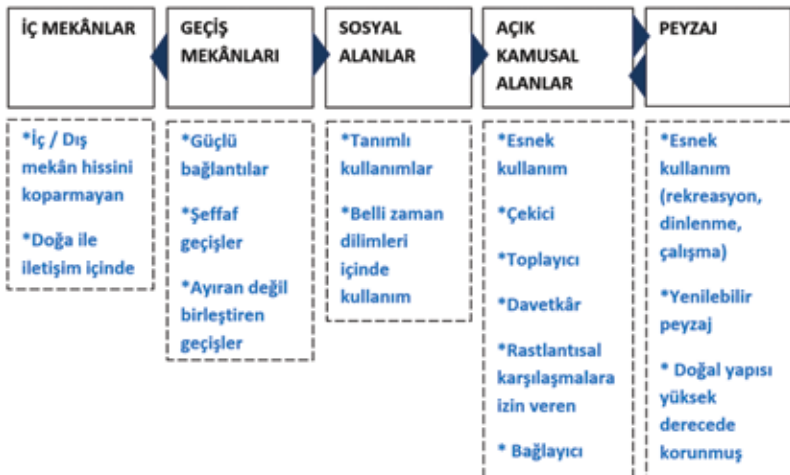 İÇ MEKÂNLAR
*İç / Dış
mekân hissini
koparmayan
*Doğa ile
iletişim içinde
GEÇİŞ
MEKÂNLARI
*Güçlü
bağlantılar
*Şeffaf
geçişler
*Ayıran değil
birleştiren
geçişler
SOSYAL
ALANLAR
*Tanımlı
kullanımlar
*Belli zaman
dilimleri
içinde
kullanım
AÇIK
KAMUSAL
ALANLAR
*Esnek
kullanım
*Çekici
*Toplayıcı
*Davetkâr
*Rastlantısal
karşılaşmalara
izin veren
* Bağlayıcı
PEYZAJ
*Esnek
kullanım
(rekreasyon,
dinlenme,
çalışma)
*Yenilebilir
peyzaj
* Doğal yapısı
yüksek
derecede
korunmuş